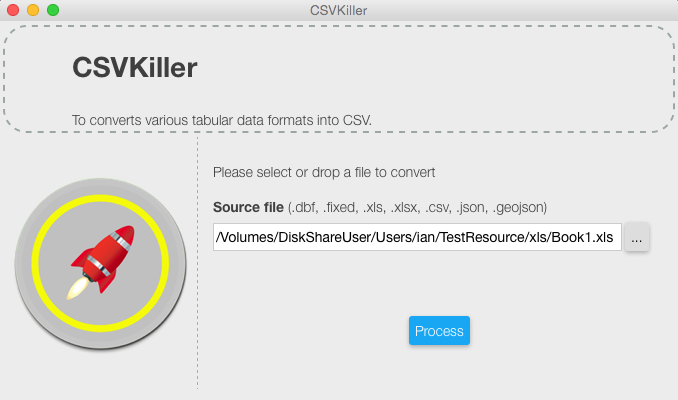 CSVKiller
CSVKiller
To converts various tabular data formats into CSV.
Please select or drop a file to convert
Source file (.dbf, .fixed, .xls, .xlsx, .csv, .json, .geojson)
/Volumes/DiskShareUser/Users/ian/TestResource/xls/Book1.xls ...
Process